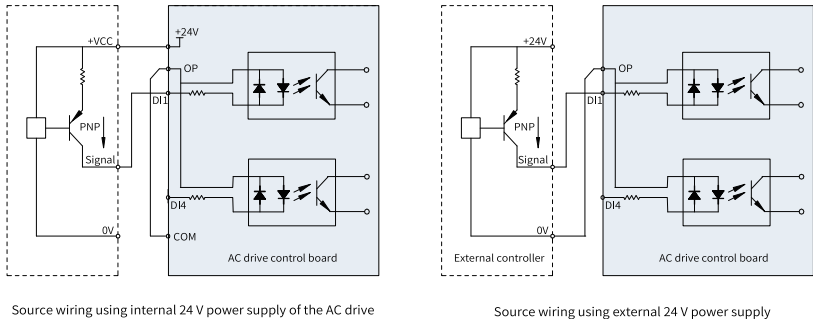 +24V
+VCC
OP
DI1
PNP
Signal
DI4
0V
COM
AC drive control board
Source wiring using internal 24 V power supply of the AC drive
+24V
OP
DI1
PNP
Signal
DI4
0V
External controller
AC drive control board
Source wiring using external 24 V power supply